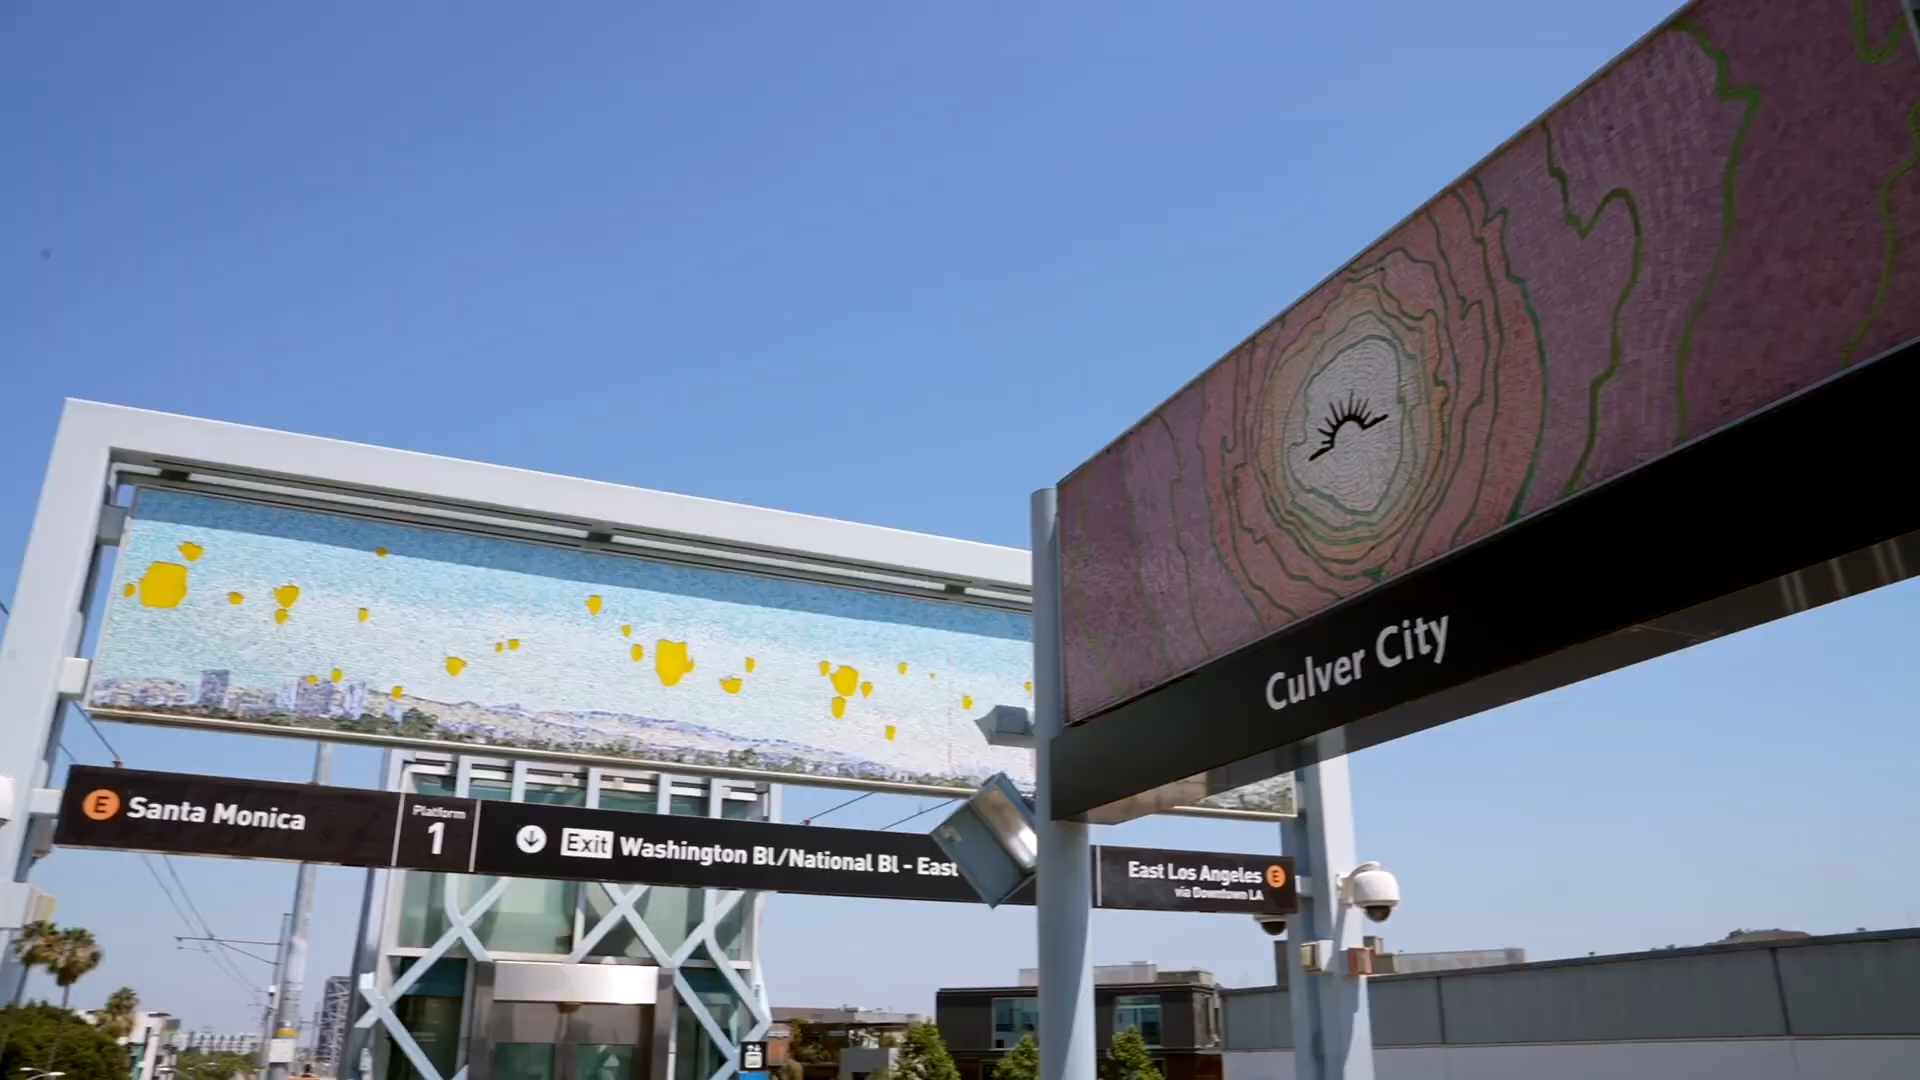 Culver City
E Santa Monica
Platform
1
Exit Washington Bl/National Bl - East
East Los Angeles E
via Downtown LA